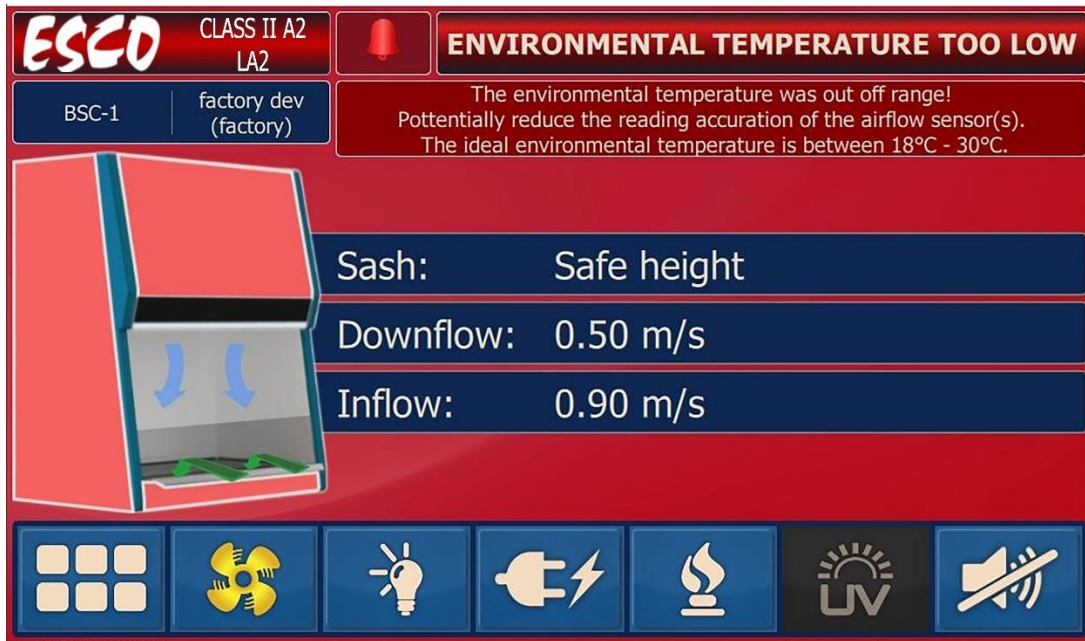 ESCO
CLASS II A2
LA2
ENVIRONMENTAL TEMPERATURE TOO LOW
BSC-1
factory dev
(factory)
The environmental temperature was out off range!
Pottentially reduce the reading accuration of the airflow sensor(s).
The ideal environmental temperature is between 18°C - 30°C.
Sash: Safe height
Downflow: 0.50 m/s
Inflow: 0.90 m/s
UV